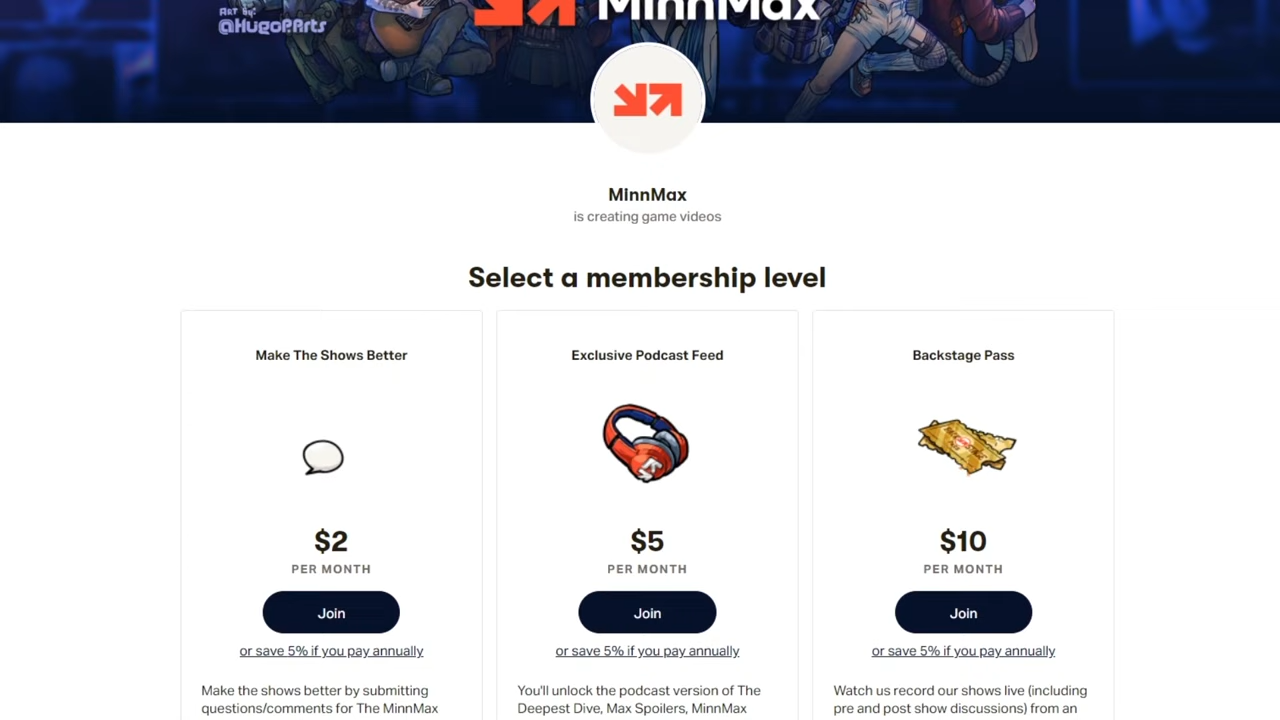 ART BY:
@HUGOPARTS
MinnMax
MinnMax
is creating game videos
Select a membership level
Make The Shows Better
Exclusive Podcast Feed
Backstage Pass
$2
PER MONTH
Join
or save 5% if you pay annually
$5
PER MONTH
Join
or save 5% if you pay annually
$10
PER MONTH
Join
or save 5% if you pay annually
Make the shows better by submitting
questions/comments for The MinnMax
You'll unlock the podcast version of The
Deepest Dive, Max Spoilers, MinnMax
Watch us record our shows live (including
pre and post show discussions) from an